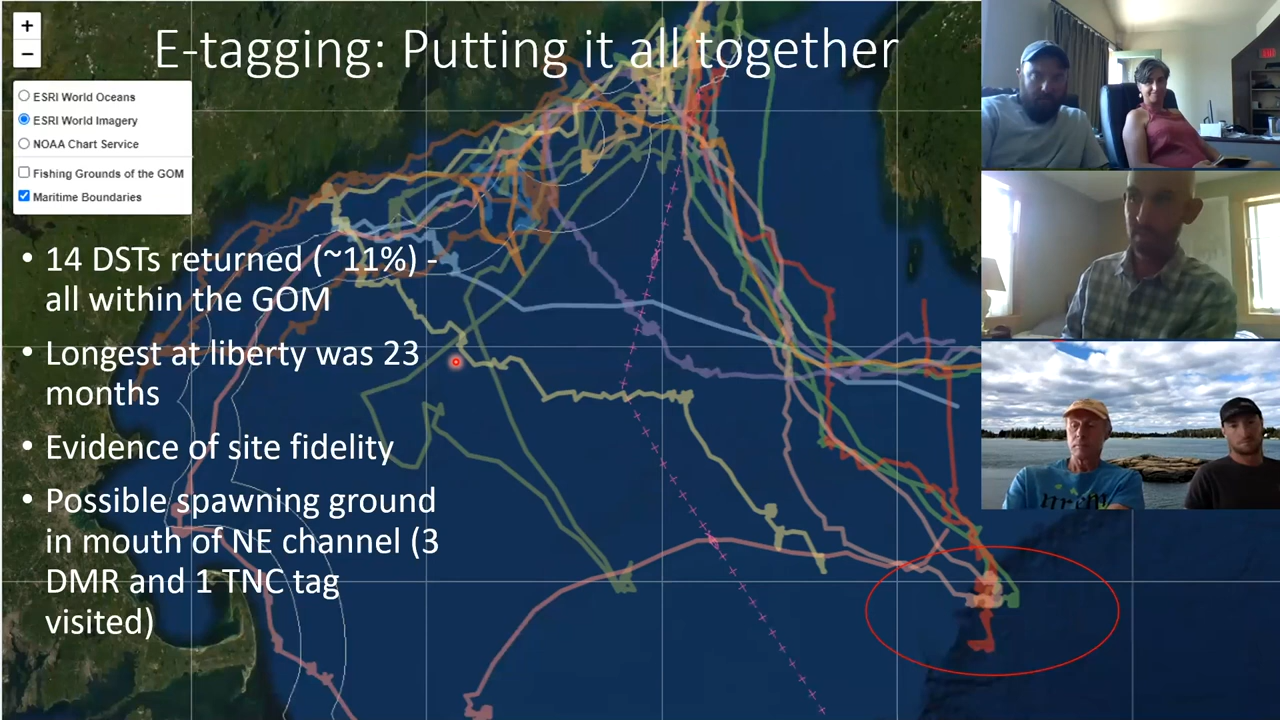 E-tagging: Putting it all together
+
−
ESRI World Oceans
ESRI World Imagery
NOAA Chart Service
Fishing Grounds of the GOM
Maritime Boundaries
• 14 DSTs returned (~11%) -
all within the GOM
• Longest at liberty was 23
months
• Evidence of site fidelity
• Possible spawning ground
in mouth of NE channel (3
DMR and 1 TNC tag
visited)